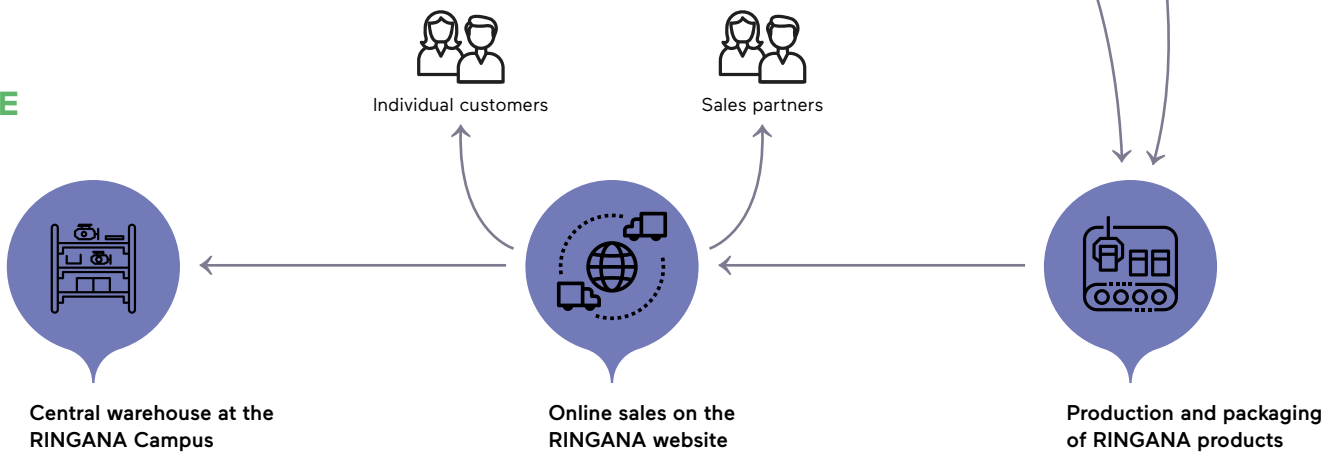 Individual customers
Sales partners
E
Central warehouse at the
RINGANA Campus
Online sales on the
RINGANA website
Production and packaging
of RINGANA products